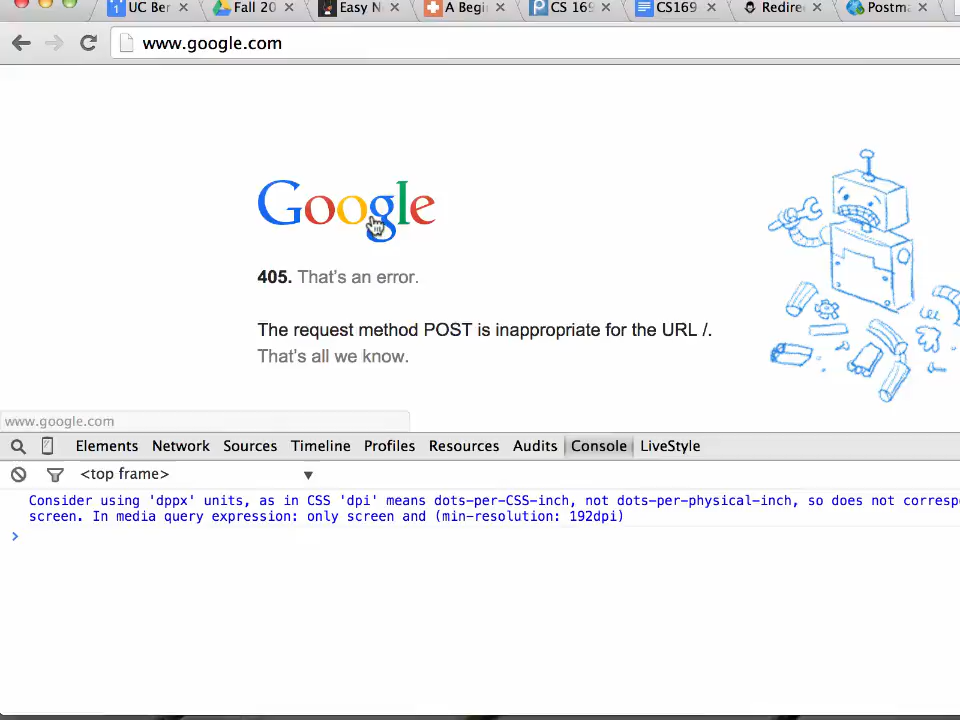 UC Ber
Fall 20
Easy N
A Begi
CS 169
CS169
Redire
Postma
www.google.com
Google
405. That's an error.
The request method POST is inappropriate for the URL /.
That's all we know.
www.google.com
Elements Network Sources Timeline Profiles Resources Audits Console LiveStyle
<top frame>
Consider using 'dppx' units, as in CSS 'dpi' means dots-per-CSS-inch, not dots-per-physical-inch, so does not corresp
screen. In media query expression: only screen and (min-resolution: 192dpi)